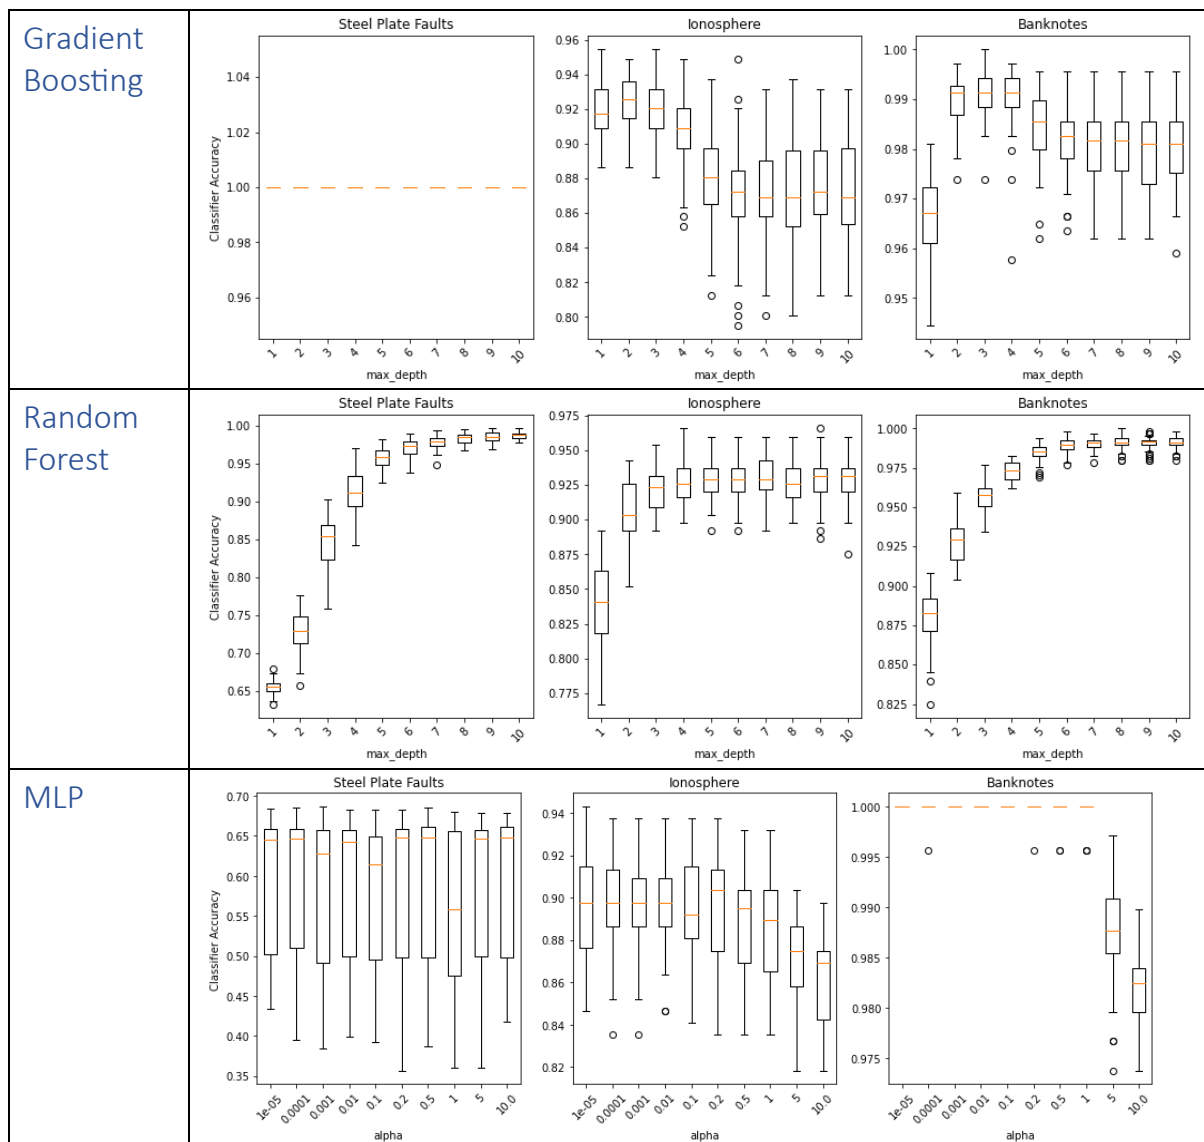 Gradient
Boosting
Steel Plate Faults
Classifier Accuracy
1.04
1.02
1.00
0.98
0.96
1 2 3 4 5 6 7 8 9 10
max_depth
Ionosphere
0.96
0.94
0.92
0.90
0.88
0.86
0.84
0.82
0.80
1 2 3 4 5 6 7 8 9 10
max_depth
Banknotes
1.00
0.99
0.98
0.97
0.96
0.95
1 2 3 4 5 6 7 8 9 10
max_depth
Random
Forest
Steel Plate Faults
Classifier Accuracy
1.00
0.95
0.90
0.85
0.80
0.75
0.70
0.65
1 2 3 4 5 6 7 8 9 10
max_depth
Ionosphere
0.975
0.950
0.925
0.900
0.875
0.850
0.825
0.800
0.775
1 2 3 4 5 6 7 8 9 10
max_depth
Banknotes
1.000
0.975
0.950
0.925
0.900
0.875
0.850
0.825
1 2 3 4 5 6 7 8 9 10
max_depth
MLP
Steel Plate Faults
Classifier Accuracy
0.70
0.65
0.60
0.55
0.50
0.45
0.40
0.35
1e-05 0.0001 0.001 0.01 0.1 0.2 0.5 1 5 10.0
alpha
Ionosphere
0.94
0.92
0.90
0.88
0.86
0.84
0.82
1e-05 0.0001 0.001 0.01 0.1 0.2 0.5 1 5 10.0
alpha
Banknotes
1.000
0.995
0.990
0.985
0.980
0.975
1e-05 0.0001 0.001 0.01 0.1 0.2 0.5 1 5 10.0
alpha